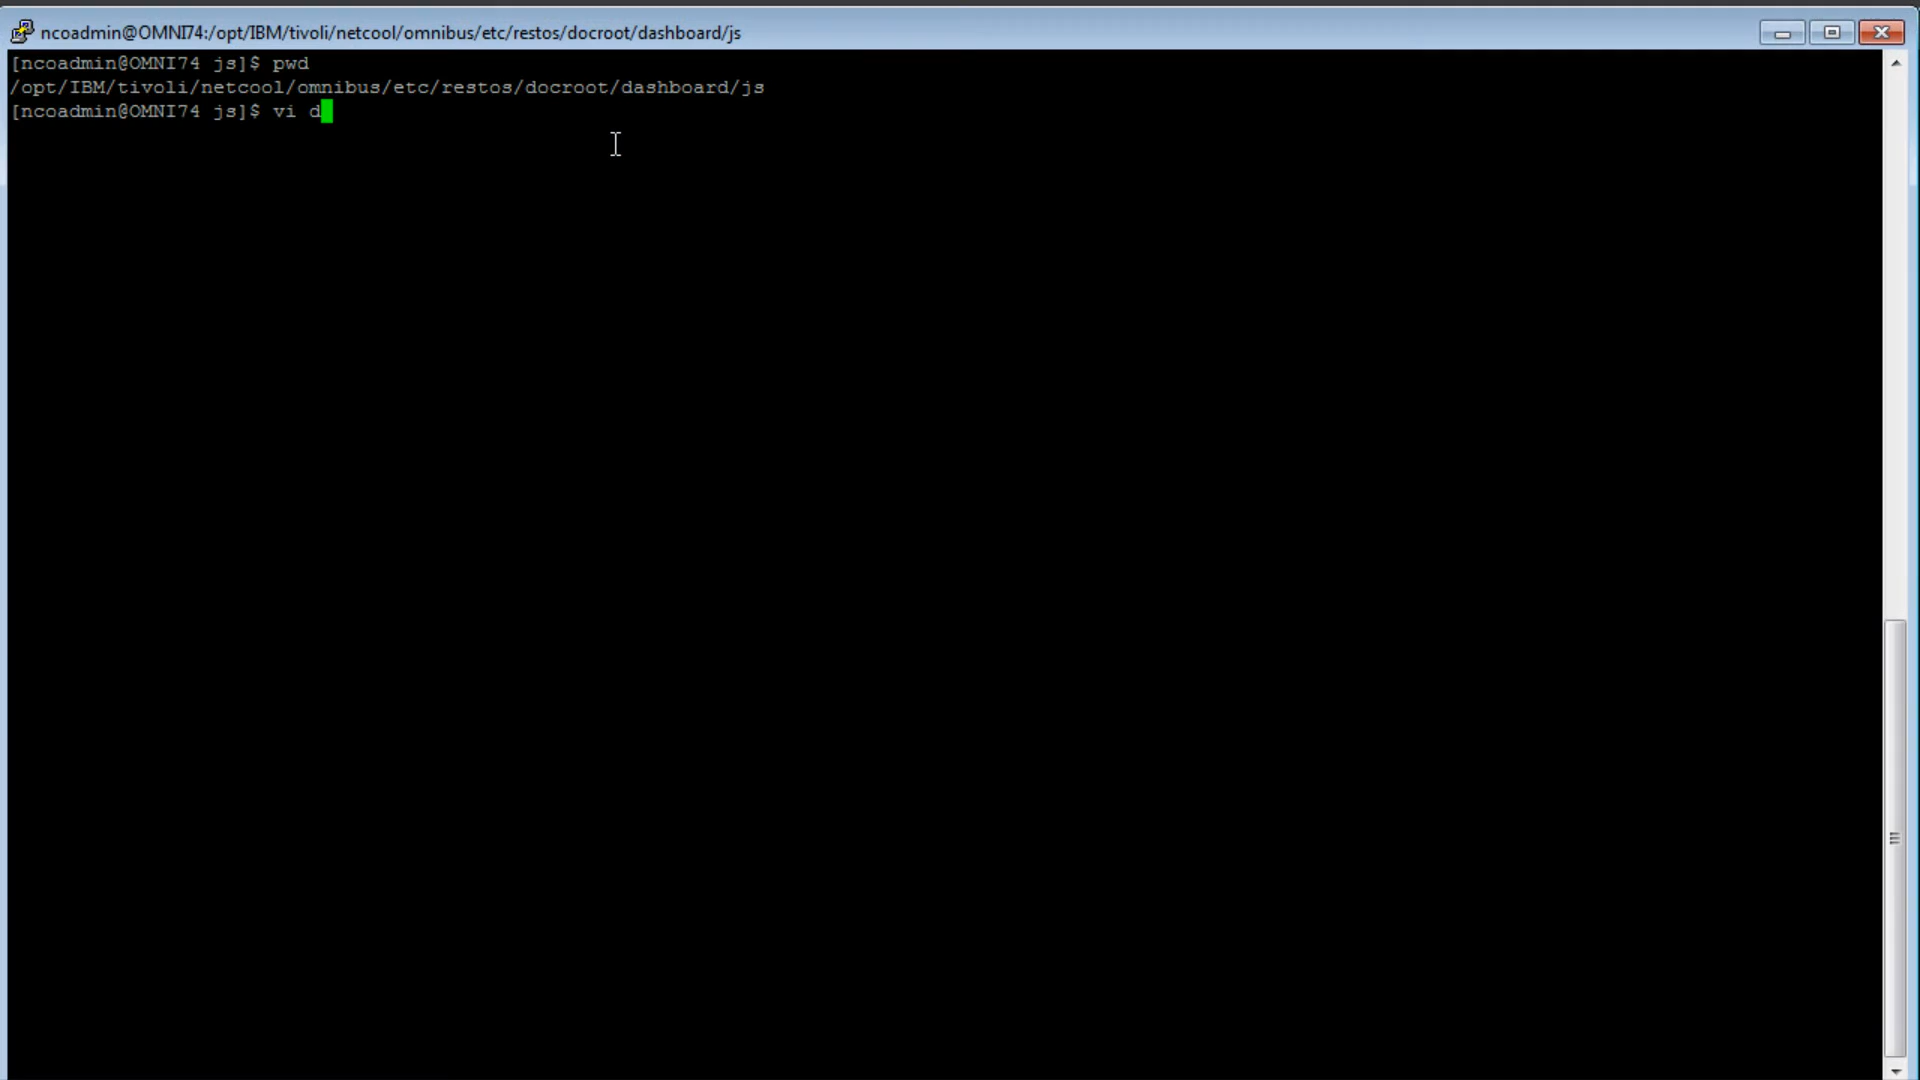 ncoadmin@OMNI74:/opt/IBM/tivoli/netcool/omnibus/etc/restos/docroot/dashboard/js
[ncoadmin@OMNI74 js]$ pwd
/opt/IBM/tivoli/netcool/omnibus/etc/restos/docroot/dashboard/js
[ncoadmin@OMNI74 js]$ vi d